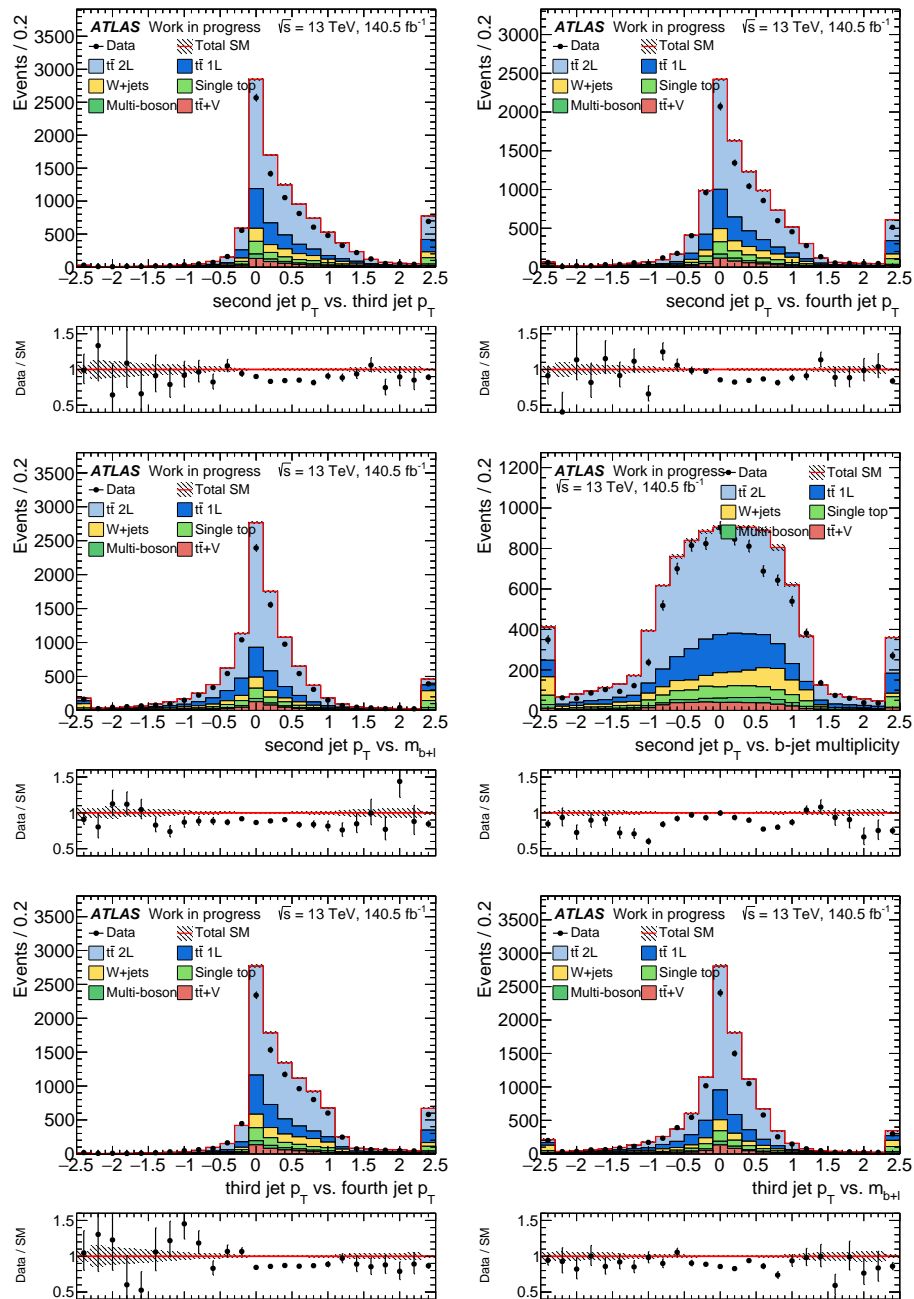 ATLAS Work in progress √s = 13 TeV, 140.5 fb⁻¹
Data Total SM
tt̄ 2L tt̄ 1L
W+jets Single top
Multi-boson tt̄+V
Events / 0.2
3500
3000
2500
2000
1500
1000
500
0
−2.5 −2 −1.5 −1 −0.5 0 0.5 1 1.5 2 2.5
second jet p_T vs. third jet p_T
Data / SM
1.5
1
0.5
ATLAS Work in progress √s = 13 TeV, 140.5 fb⁻¹
Data Total SM
tt̄ 2L tt̄ 1L
W+jets Single top
Multi-boson tt̄+V
Events / 0.2
3000
2500
2000
1500
1000
500
0
−2.5 −2 −1.5 −1 −0.5 0 0.5 1 1.5 2 2.5
second jet p_T vs. fourth jet p_T
Data / SM
1.5
1
0.5
ATLAS Work in progress √s = 13 TeV, 140.5 fb⁻¹
Data Total SM
tt̄ 2L tt̄ 1L
W+jets Single top
Multi-boson tt̄+V
Events / 0.2
3500
3000
2500
2000
1500
1000
500
0
−2.5 −2 −1.5 −1 −0.5 0 0.5 1 1.5 2 2.5
second jet p_T vs. m_b+l
Data / SM
1.5
1
0.5
ATLAS Work in progress
√s = 13 TeV, 140.5 fb⁻¹
Data Total SM
tt̄ 2L tt̄ 1L
W+jets Single top
Multi-boson tt̄+V
Events / 0.2
1200
1000
800
600
400
200
0
−2.5 −2 −1.5 −1 −0.5 0 0.5 1 1.5 2 2.5
second jet p_T vs. b-jet multiplicity
Data / SM
1.5
1
0.5
ATLAS Work in progress √s = 13 TeV, 140.5 fb⁻¹
Data Total SM
tt̄ 2L tt̄ 1L
W+jets Single top
Multi-boson tt̄+V
Events / 0.2
3500
3000
2500
2000
1500
1000
500
0
−2.5 −2 −1.5 −1 −0.5 0 0.5 1 1.5 2 2.5
third jet p_T vs. fourth jet p_T
Data / SM
1.5
1
0.5
ATLAS Work in progress √s = 13 TeV, 140.5 fb⁻¹
Data Total SM
tt̄ 2L tt̄ 1L
W+jets Single top
Multi-boson tt̄+V
Events / 0.2
3500
3000
2500
2000
1500
1000
500
0
−2.5 −2 −1.5 −1 −0.5 0 0.5 1 1.5 2 2.5
third jet p_T vs. m_b+l
Data / SM
1.5
1
0.5